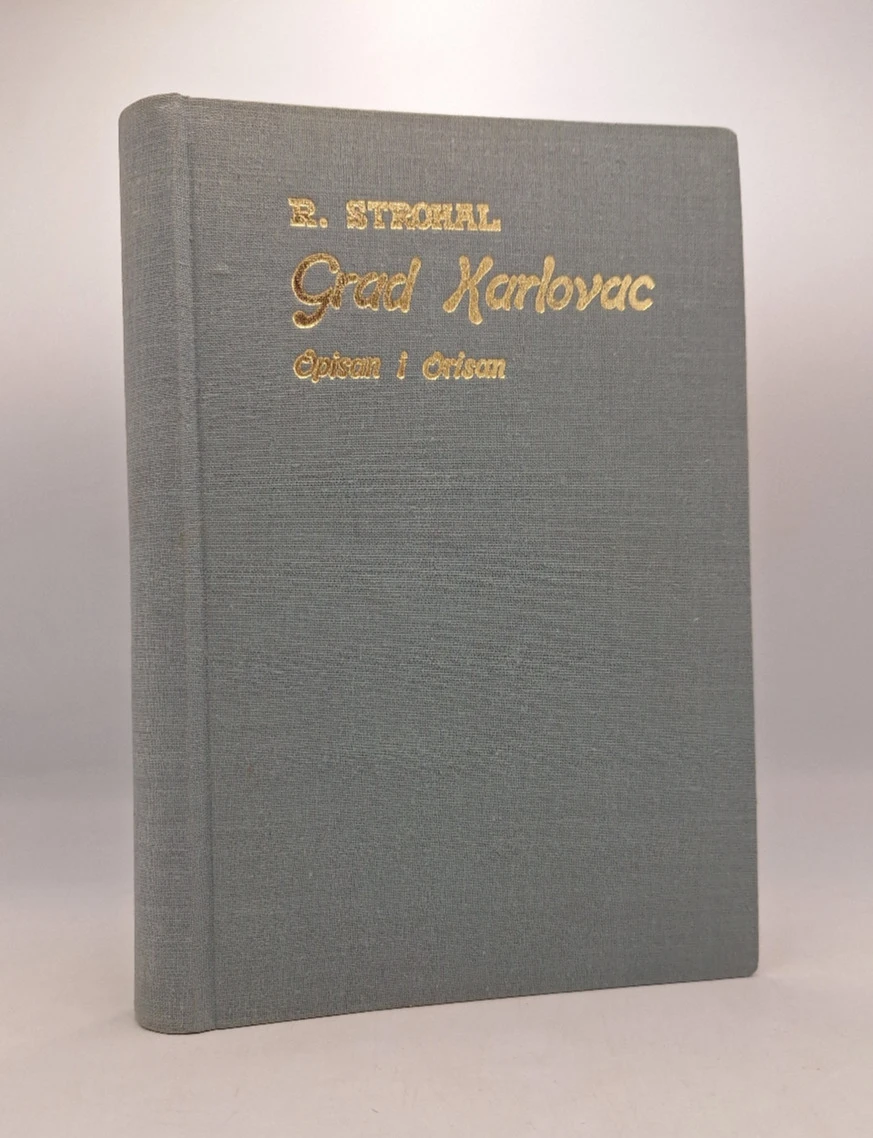 R. STROHAL
Grad Karlovac
Opisan i Orisan